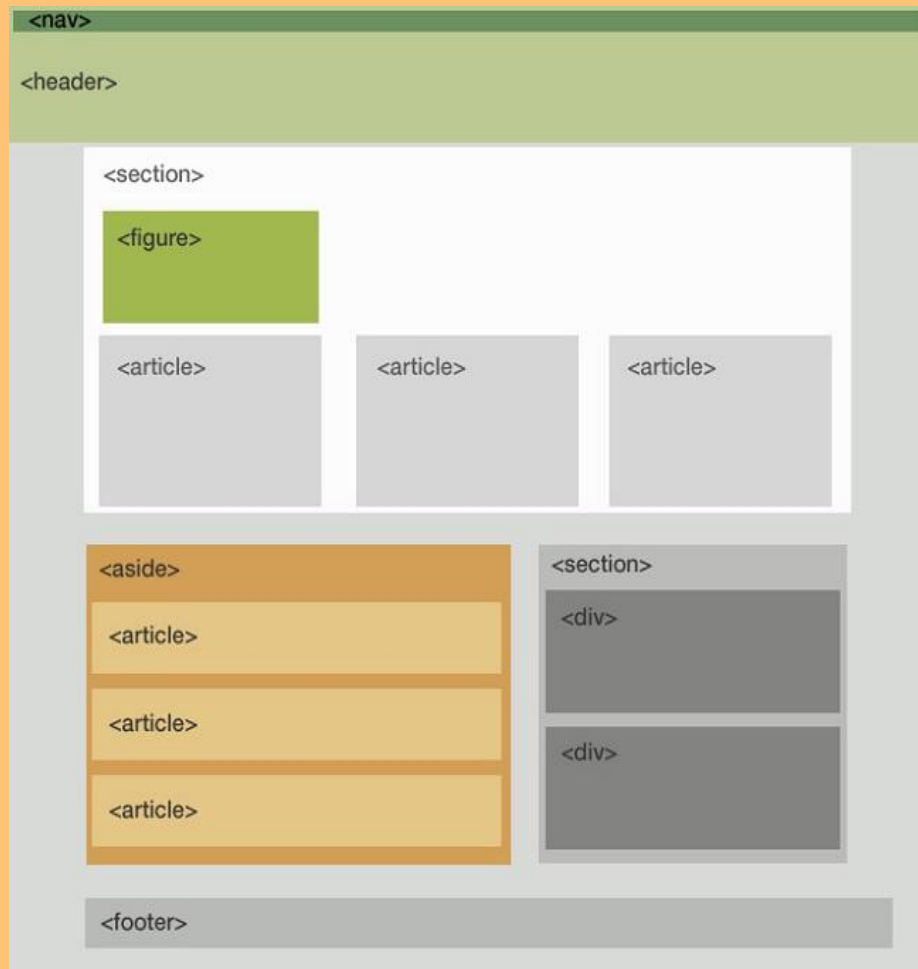 <nav>
<header>
<section>
<figure>
<article> <article> <article>
<aside>
<article>
<article>
<article>
<section>
<div>
<div>
<footer>